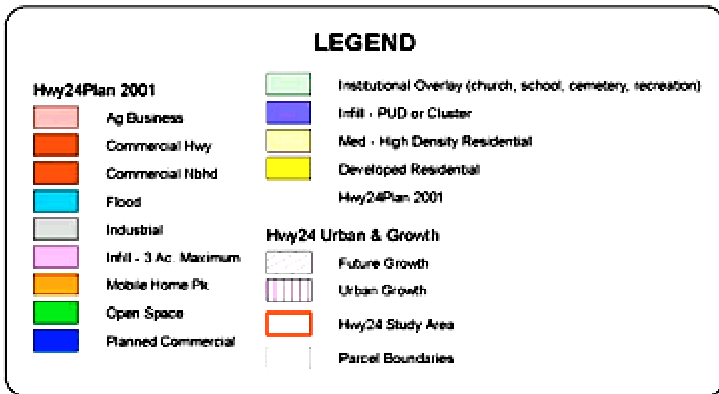 LEGEND
Hwy24Plan 2001
Ag Business
Commercial Hwy
Commercial Nbhd
Flood
Industrial
Infill - 3 Ac. Maximum
Mobile Home Pk
Open Space
Planned Commercial
Institutional Overlay (church, school, cemetery, recreation)
Infill - PUD or Cluster
Med - High Density Residential
Developed Residential
Hwy24Plan 2001
Hwy24 Urban & Growth
Future Growth
Urban Growth
Hwy24 Study Area
Parcel Boundaries